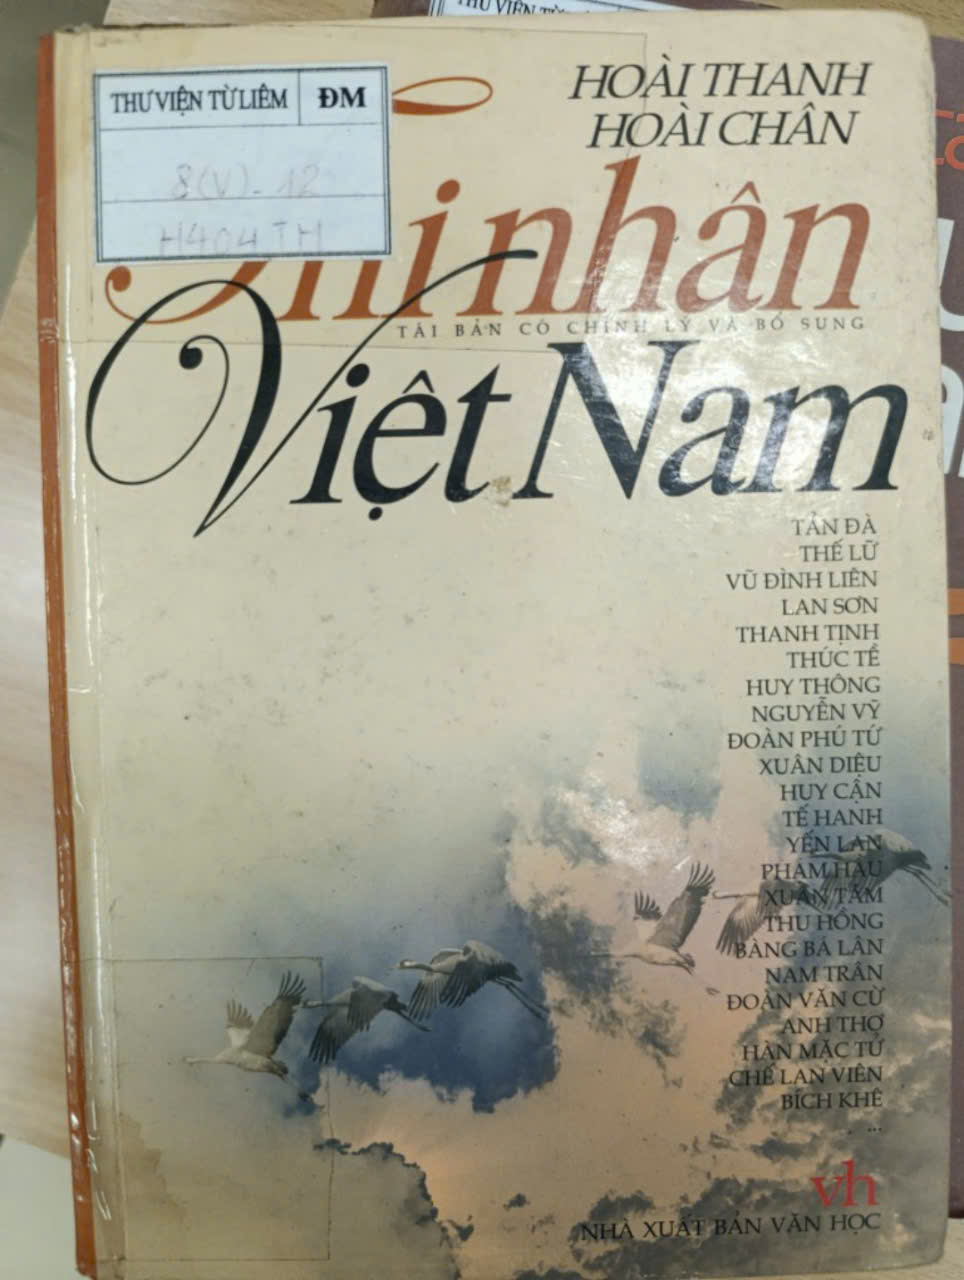 THƯ VIỆN TỪ LIÊM ĐM
8(V)-12
H404TH
HOÀI THANH
HOÀI CHÂN
Thi nhân
TÁI BẢN CÓ CHỈNH LÝ VÀ BỔ SUNG
Việt Nam
TẢN ĐÀ
THẾ LỮ
VŨ ĐÌNH LIÊN
LAN SƠN
THANH TỊNH
THÚC TỀ
HUY THÔNG
NGUYỄN VỸ
ĐOÀN PHÚ TỨ
XUÂN DIỆU
HUY CẬN
TẾ HANH
YẾN LAN
PHẠM HẦU
XUÂN TÂM
THU HỒNG
BÀNG BÁ LÂN
NAM TRÂN
ĐOÀN VĂN CỪ
ANH THƠ
HÀN MẶC TỬ
CHẾ LAN VIÊN
BÍCH KHÊ
...
vh
NHÀ XUẤT BẢN VĂN HỌC